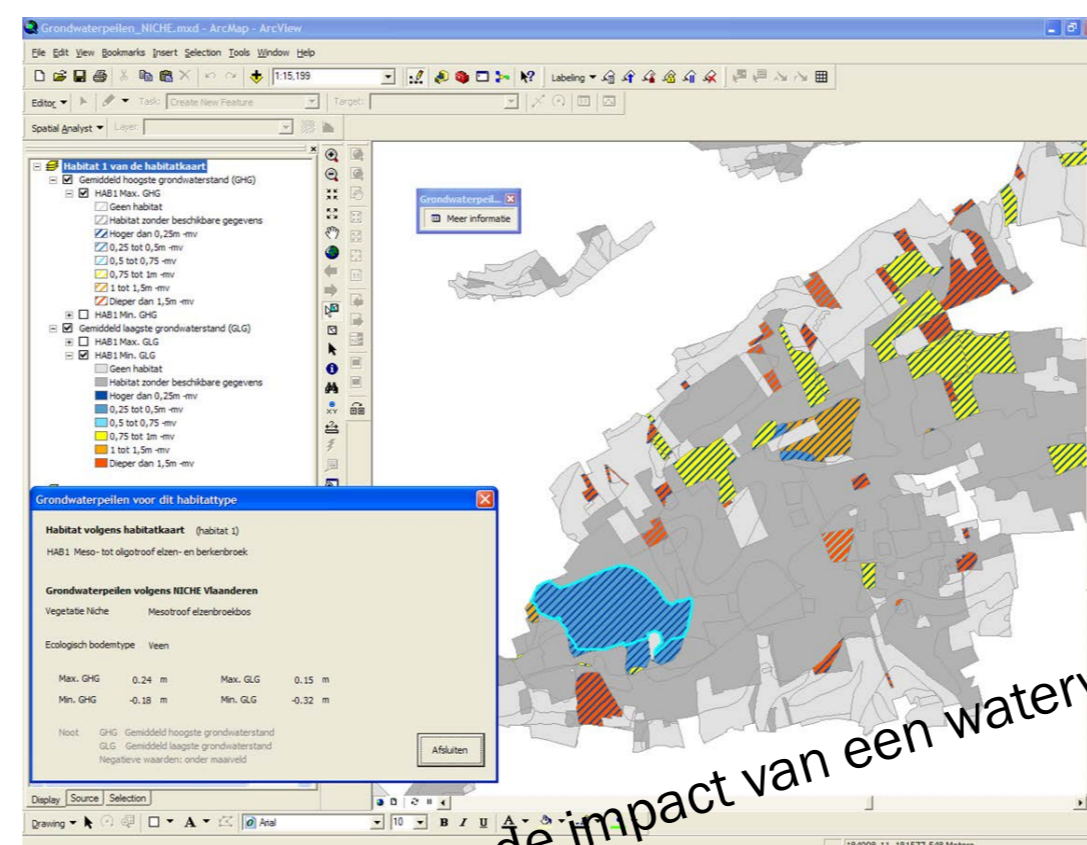 Grondwaterpeilen_NICHE.mxd - ArcMap - ArcView
File Edit View Bookmarks Insert Selection Tools Window Help
1:15,199
Labeling
Editor Task: Create New Feature Target:
Spatial Analyst Layer:
Habitat 1 van de habitatkaart
Gemiddeld hoogste grondwaterstand (GHG)
HAB1 Max. GHG
Geen habitat
Habitat zonder beschikbare gegevens
Hoger dan 0,25m -mv
0,25 tot 0,5m -mv
0,5 tot 0,75 -mv
0,75 tot 1m -mv
1 tot 1,5m -mv
Dieper dan 1,5m -mv
HAB1 Min. GHG
Gemiddeld laagste grondwaterstand (GLG)
HAB1 Max. GLG
HAB1 Min. GLG
Geen habitat
Habitat zonder beschikbare gegevens
Hoger dan 0,25m -mv
0,25 tot 0,5m -mv
0,5 tot 0,75 -mv
0,75 tot 1m -mv
1 tot 1,5m -mv
Dieper dan 1,5m -mv
Grondwaterpeil...
Meer informatie
Grondwaterpeilen voor dit habitattype
Habitat volgens habitatkaart (habitat 1)
HAB1 Meso- tot oligotroof elzen- en berkenbroek
Grondwaterpeilen volgens NICHE Vlaanderen
Vegetatie Niche Mesotroof elzenbroekbos
Ecologisch bodemtype Veen
Max. GHG 0.24 m Max. GLG 0.15 m
Min. GHG -0.18 m Min. GLG -0.32 m
Noot GHG Gemiddeld hoogste grondwaterstand
GLG Gemiddeld laagste grondwaterstand
Negatieve waarden: onder maaiveld
Afsluiten
de impact van een waterv
Display Source Selection
Drawing A Arial 10 B I U A